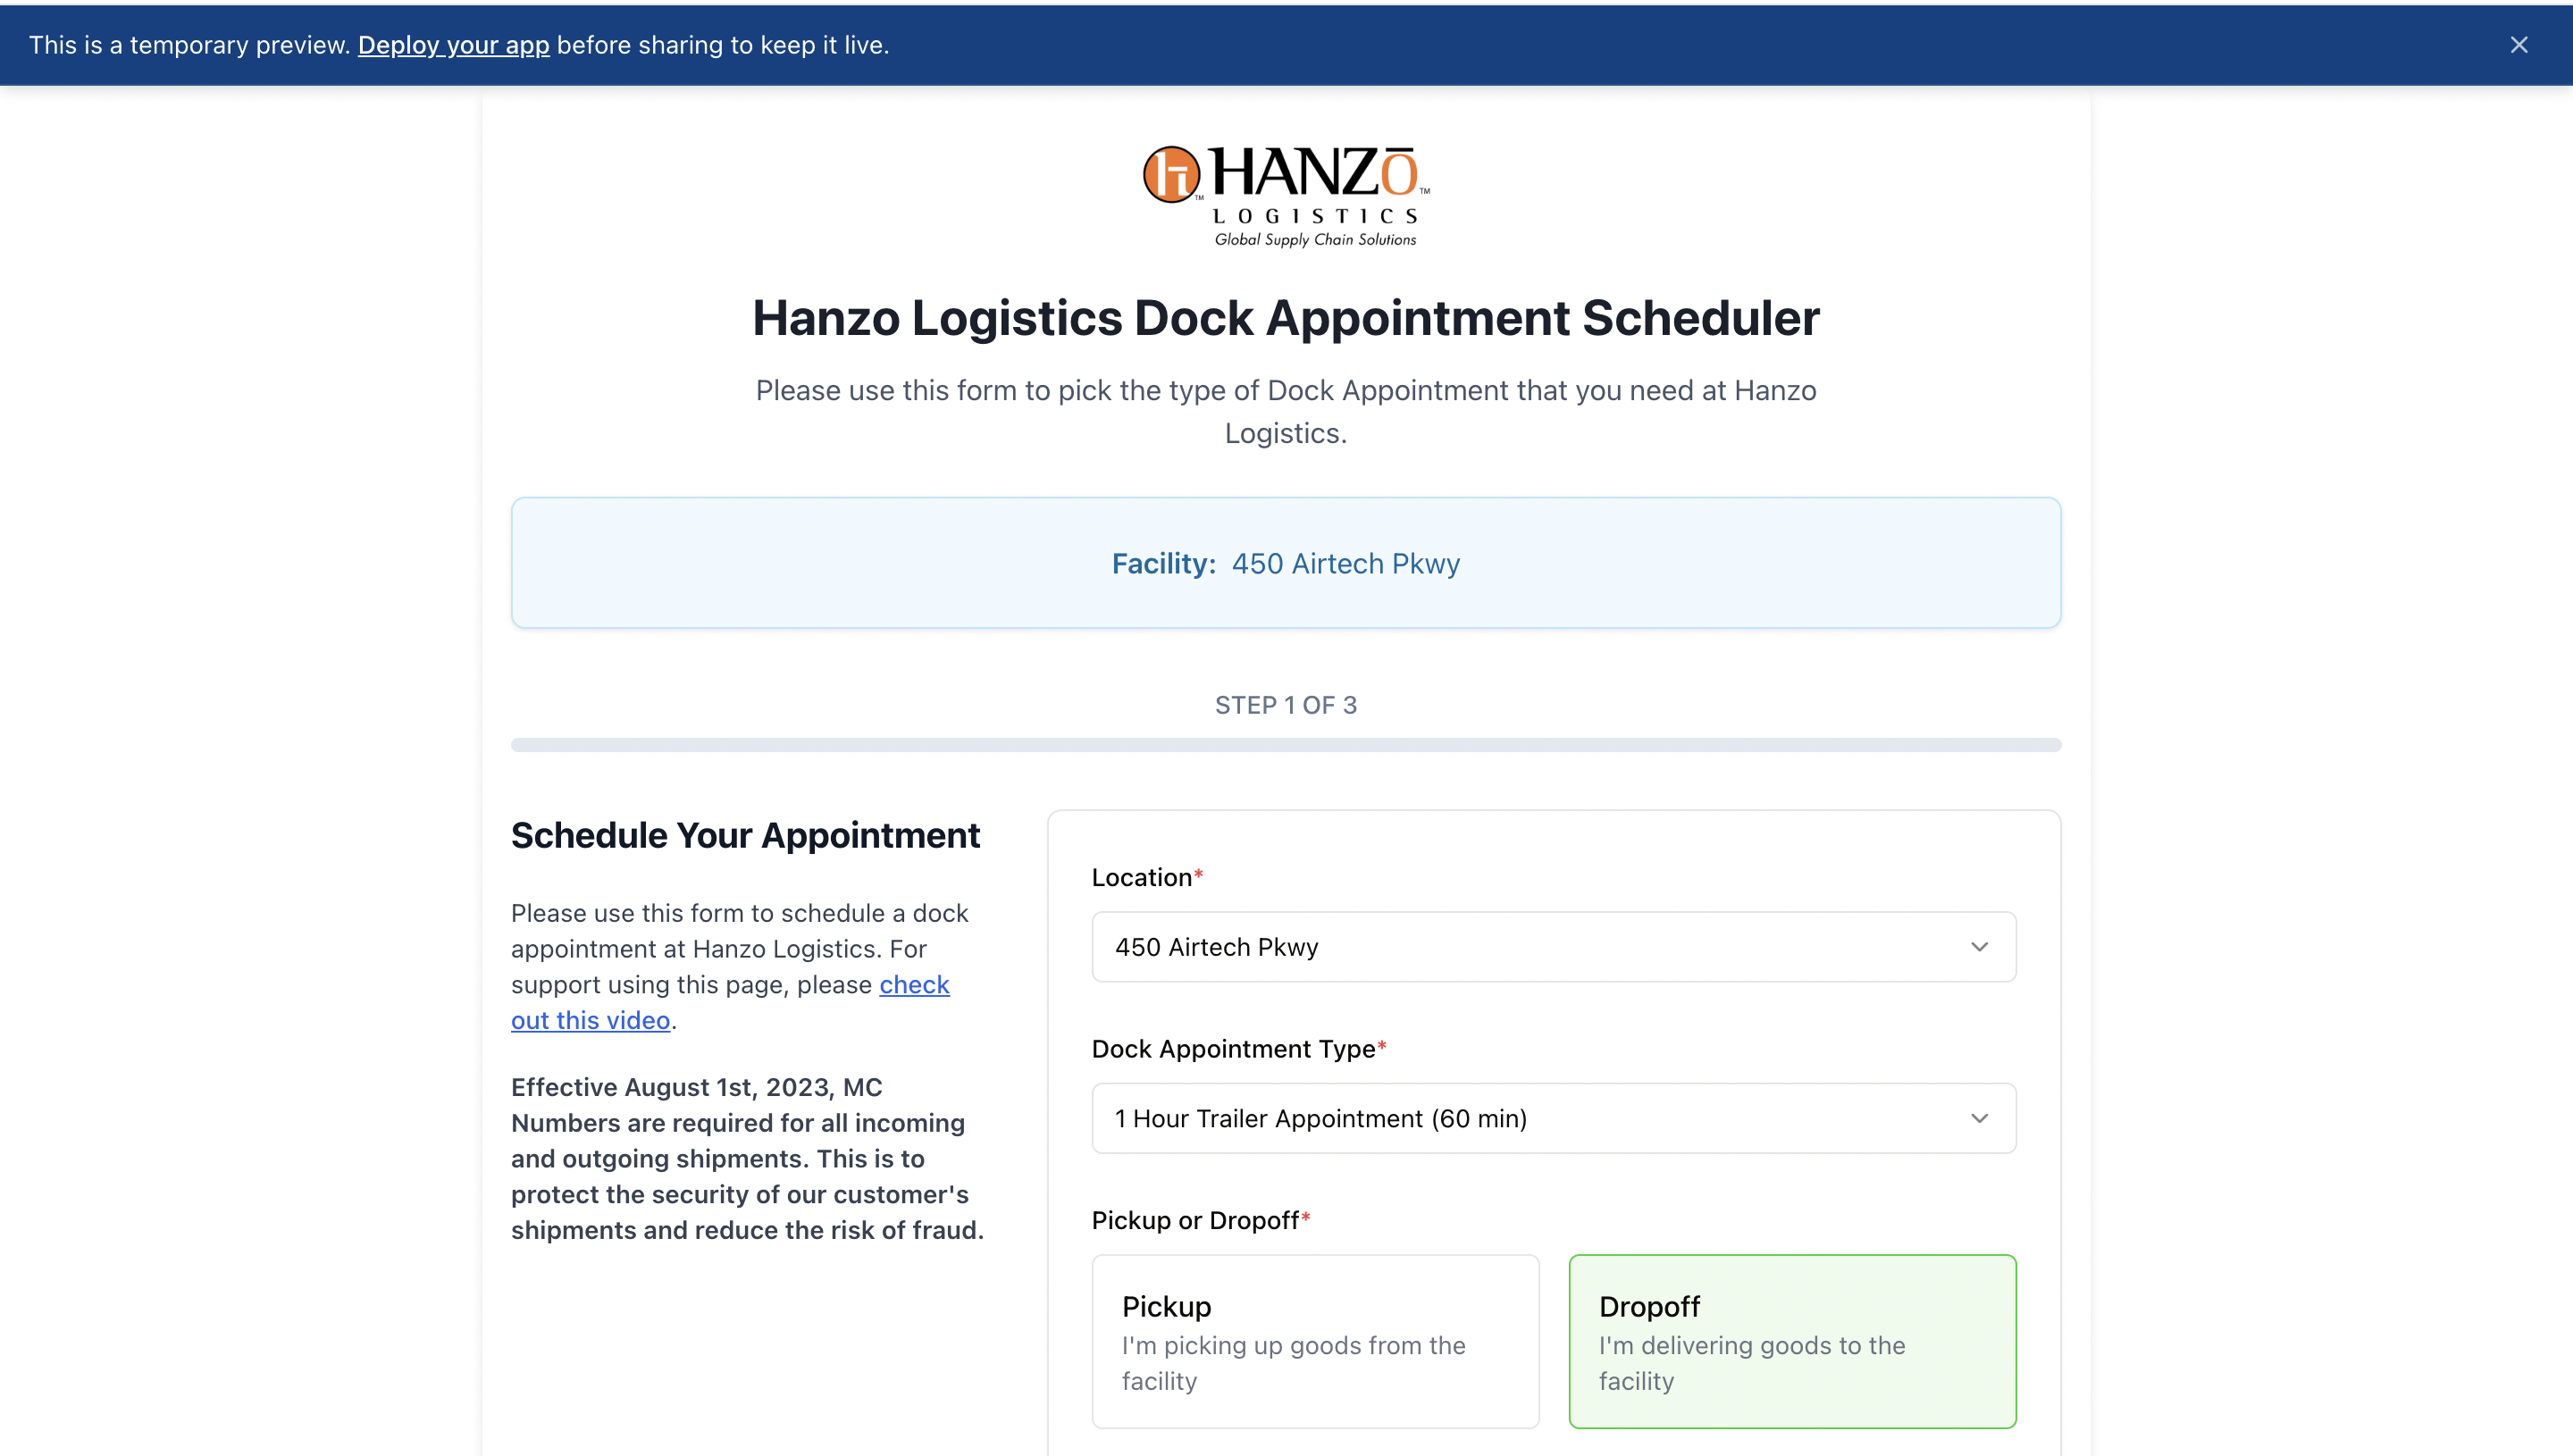 This is a temporary preview. Deploy your app before sharing to keep it live.
HANZŌ™
™
LOGISTICS
Global Supply Chain Solutions
Hanzo Logistics Dock Appointment Scheduler
Please use this form to pick the type of Dock Appointment that you need at Hanzo
Logistics.
Facility: 450 Airtech Pkwy
STEP 1 OF 3
Schedule Your Appointment
Please use this form to schedule a dock
appointment at Hanzo Logistics. For
support using this page, please check
out this video.
Effective August 1st, 2023, MC
Numbers are required for all incoming
and outgoing shipments. This is to
protect the security of our customer's
shipments and reduce the risk of fraud.
Location*
450 Airtech Pkwy
Dock Appointment Type*
1 Hour Trailer Appointment (60 min)
Pickup or Dropoff*
Pickup
I'm picking up goods from the
facility
Dropoff
I'm delivering goods to the
facility